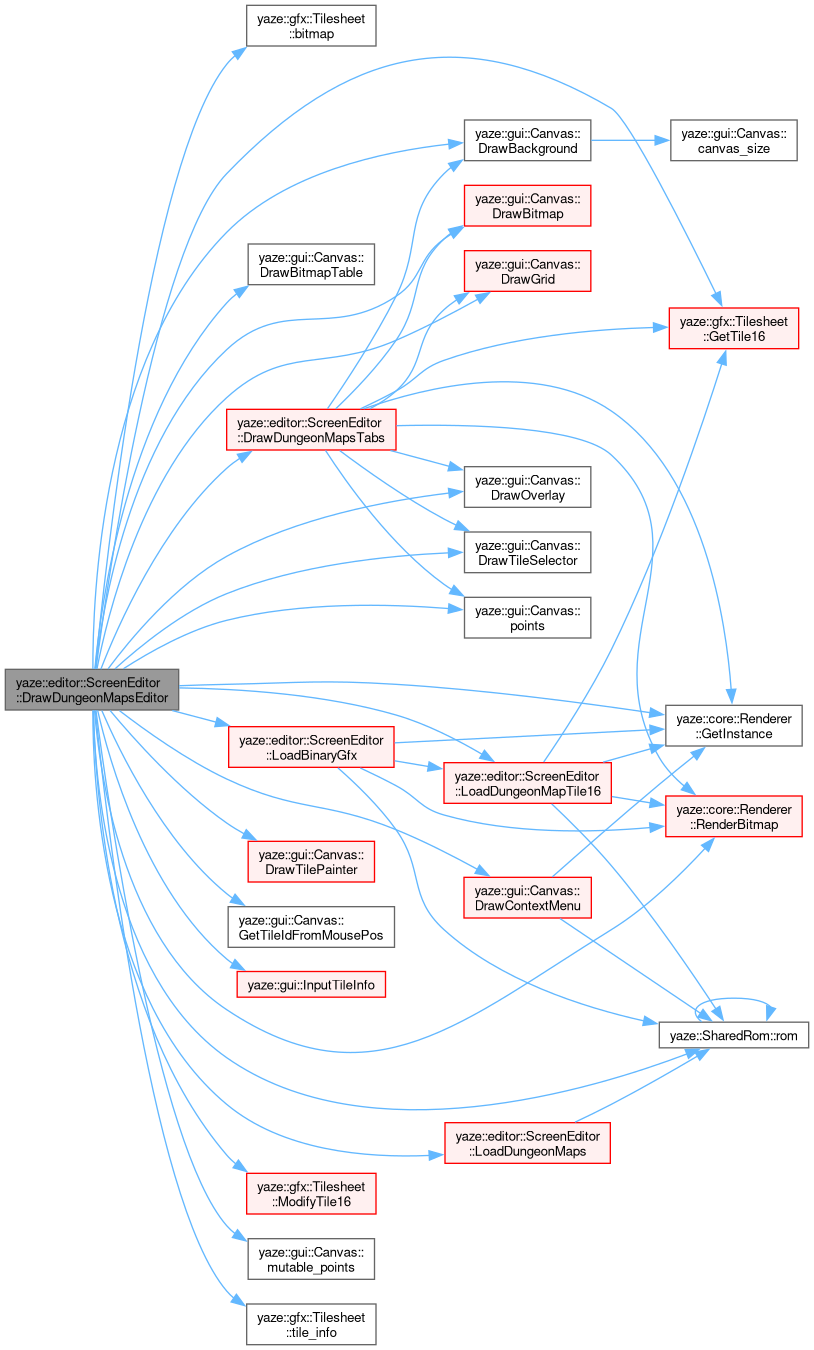 yaze::gfx::Tilesheet
::bitmap
yaze::gui::Canvas::
DrawBackground
yaze::gui::Canvas::
canvas_size
yaze::gui::Canvas::
DrawBitmap
yaze::gui::Canvas::
DrawBitmapTable
yaze::gui::Canvas::
DrawGrid
yaze::gfx::Tilesheet
::GetTile16
yaze::editor::ScreenEditor
::DrawDungeonMapsTabs
yaze::gui::Canvas::
DrawOverlay
yaze::gui::Canvas::
DrawTileSelector
yaze::gui::Canvas::
points
yaze::editor::ScreenEditor
::DrawDungeonMapsEditor
yaze::core::Renderer
::GetInstance
yaze::editor::ScreenEditor
::LoadBinaryGfx
yaze::editor::ScreenEditor
::LoadDungeonMapTile16
yaze::core::Renderer
::RenderBitmap
yaze::gui::Canvas::
DrawTilePainter
yaze::gui::Canvas::
DrawContextMenu
yaze::gui::Canvas::
GetTileIdFromMousePos
yaze::gui::InputTileInfo
yaze::SharedRom::rom
yaze::editor::ScreenEditor
::LoadDungeonMaps
yaze::gfx::Tilesheet
::ModifyTile16
yaze::gui::Canvas::
mutable_points
yaze::gfx::Tilesheet
::tile_info